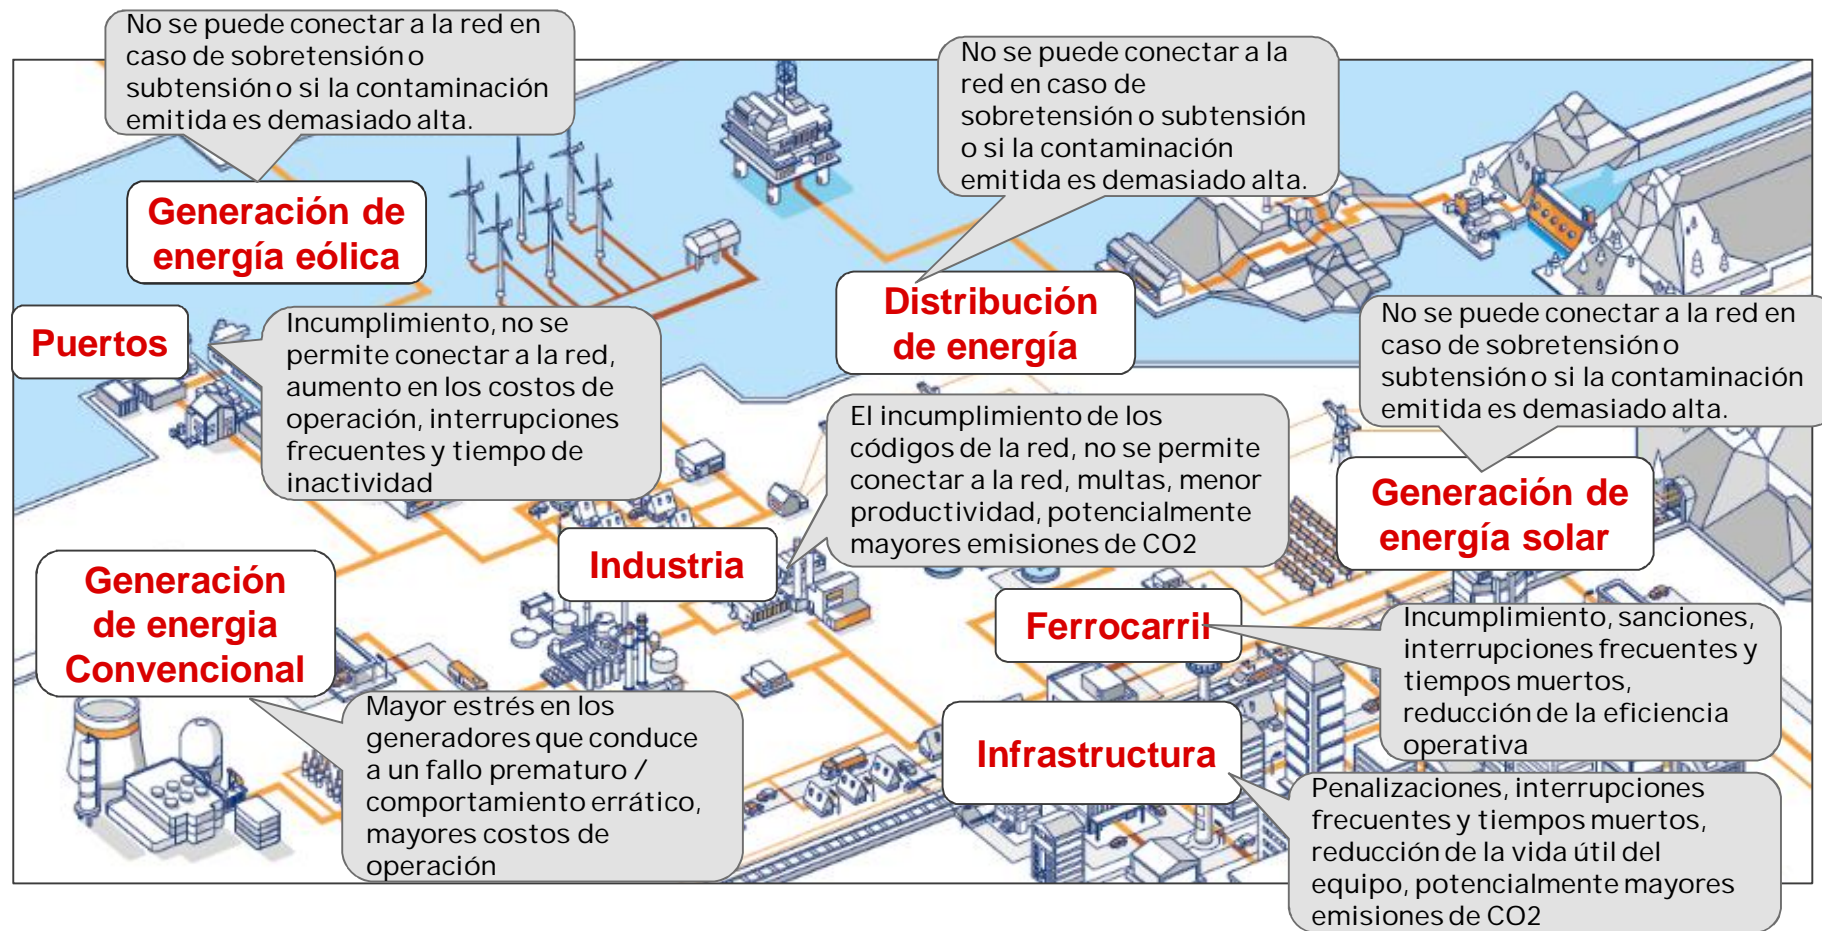 No se puede conectar a la red en
caso de sobretensión o
subtensión o si la contaminación
emitida es demasiado alta.
Generación de
energía eólica
No se puede conectar a la
red en caso de
sobretensión o subtensión
o si la contaminación
emitida es demasiado alta.
Distribución
de energía
Puertos
Incumplimiento, no se
permite conectar a la red,
aumento en los costos de
operación, interrupciones
frecuentes y tiempo de
inactividad
No se puede conectar a la red en
caso de sobretensión o
subtensión o si la contaminación
emitida es demasiado alta.
Generación de
energía solar
El incumplimiento de los
códigos de la red, no se permite
conectar a la red, multas, menor
productividad, potencialmente
mayores emisiones de CO2
Industria
Generación
de energia
Convencional
Mayor estrés en los
generadores que conduce
a un fallo prematuro /
comportamiento errático,
mayores costos de
operación
Ferrocarril
Incumplimiento, sanciones,
interrupciones frecuentes y
tiempos muertos,
reducción de la eficiencia
operativa
Infrastructura
Penalizaciones, interrupciones
frecuentes y tiempos muertos,
reducción de la vida útil del
equipo, potencialmente mayores
emisiones de CO2